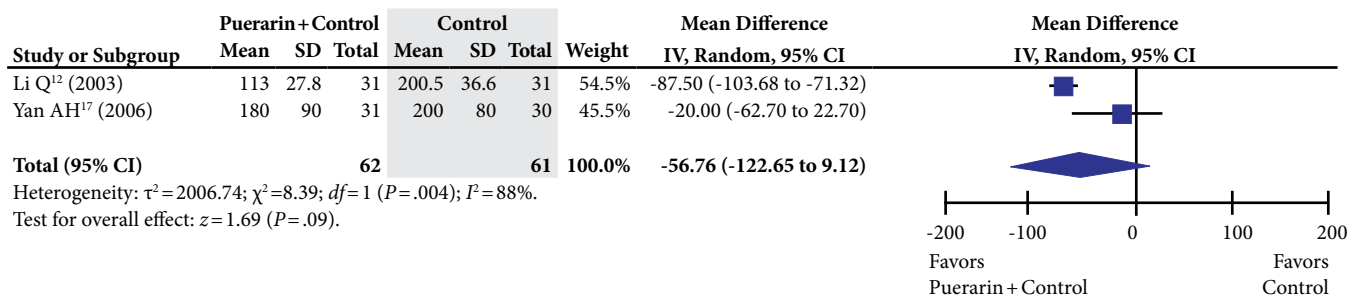 Puerarin+Control Control Mean Difference Mean Difference
Study or Subgroup Mean SD Total Mean SD Total Weight IV, Random, 95% CI IV, Random, 95% CI
Li Q¹² (2003) 113 27.8 31 200.5 36.6 31 54.5% -87.50 (-103.68 to -71.32)
Yan AH¹⁷ (2006) 180 90 31 200 80 30 45.5% -20.00 (-62.70 to 22.70)
Total (95% CI) 62 61 100.0% -56.76 (-122.65 to 9.12)
Heterogeneity: τ²=2006.74; χ²=8.39; df=1 (P=.004); I²=88%.
Test for overall effect: z=1.69 (P=.09).
-200 -100 0 100 200
Favors Favors
Puerarin+Control Control